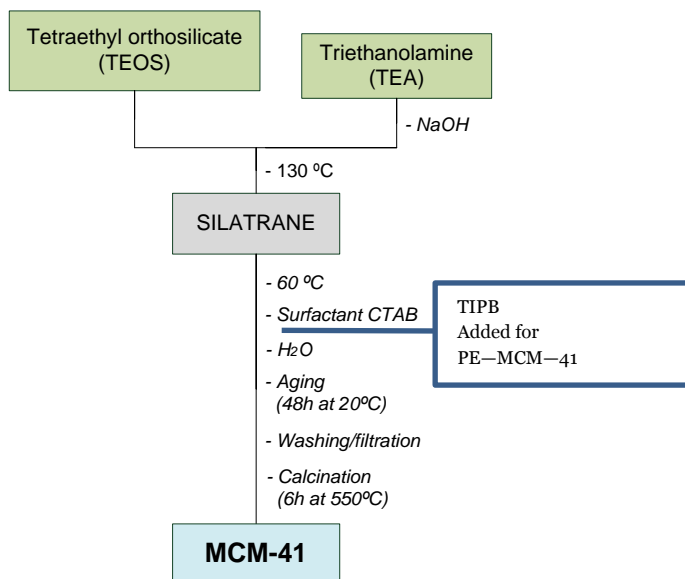 Tetraethyl orthosilicate
(TEOS)
Triethanolamine
(TEA)
- NaOH
- 130 ºC
SILATRANE
- 60 ºC
- Surfactant CTAB
- H₂O
- Aging
(48h at 20ºC)
- Washing/filtration
- Calcination
(6h at 550ºC)
TIPB
Added for
PE—MCM—41
MCM-41